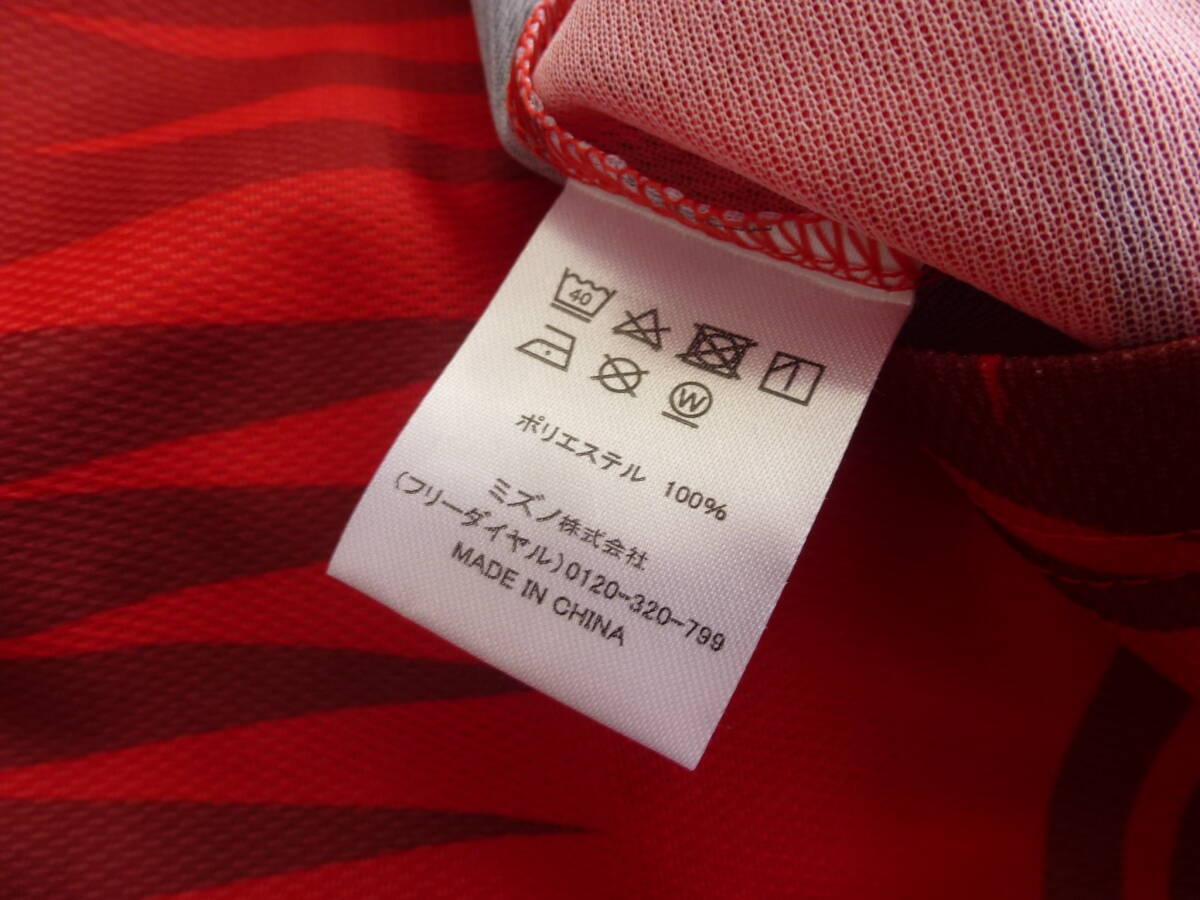 40
W
ポリエステル 100%
ミズノ株式会社
(フリーダイヤル)0120-320-799
MADE IN CHINA